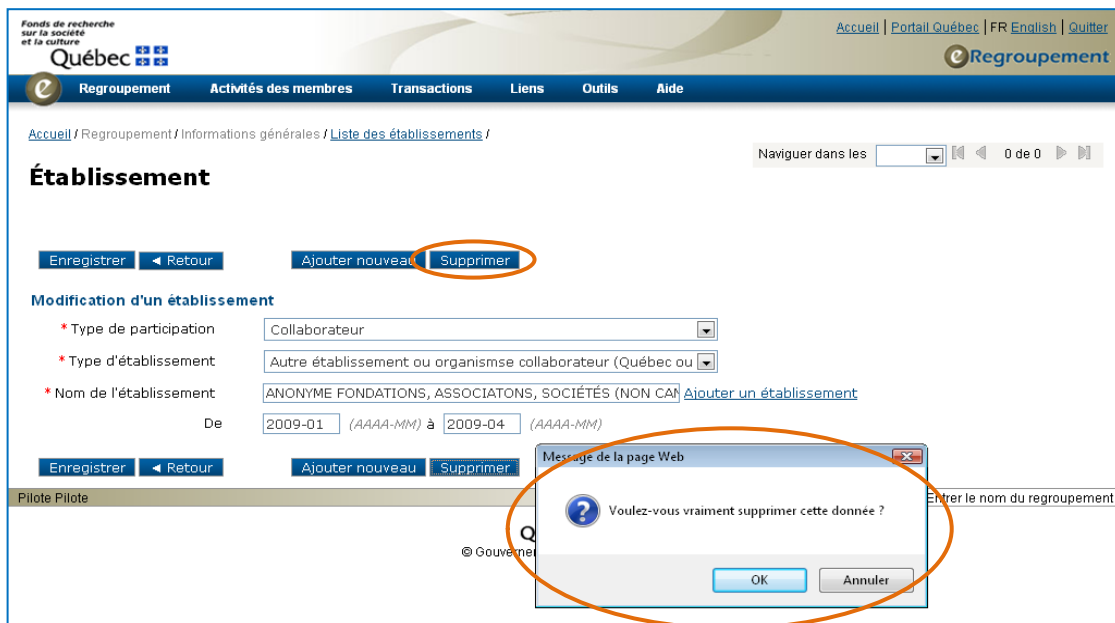 Fonds de recherche
sur la société
et la culture
Québec
Accueil | Portail Québec | FR English | Quitter
eRegroupement
e Regroupement Activités des membres Transactions Liens Outils Aide
Accueil / Regroupement / Informations générales / Liste des établissements /
Naviguer dans les 0 de 0
Établissement
Enregistrer ◄ Retour Ajouter nouveau Supprimer
Modification d'un établissement
* Type de participation Collaborateur
* Type d'établissement Autre établissement ou organismse collaborateur (Québec ou
* Nom de l'établissement ANONYME FONDATIONS, ASSOCIATONS, SOCIÉTÉS (NON CAN Ajouter un établissement
De 2009-01 (AAAA-MM) à 2009-04 (AAAA-MM)
Enregistrer ◄ Retour Ajouter nouveau Supprimer
Message de la page Web
Pilote Pilote
Entrer le nom du regroupement
Voulez-vous vraiment supprimer cette donnée ?
Q
© Gouverne
OK Annuler